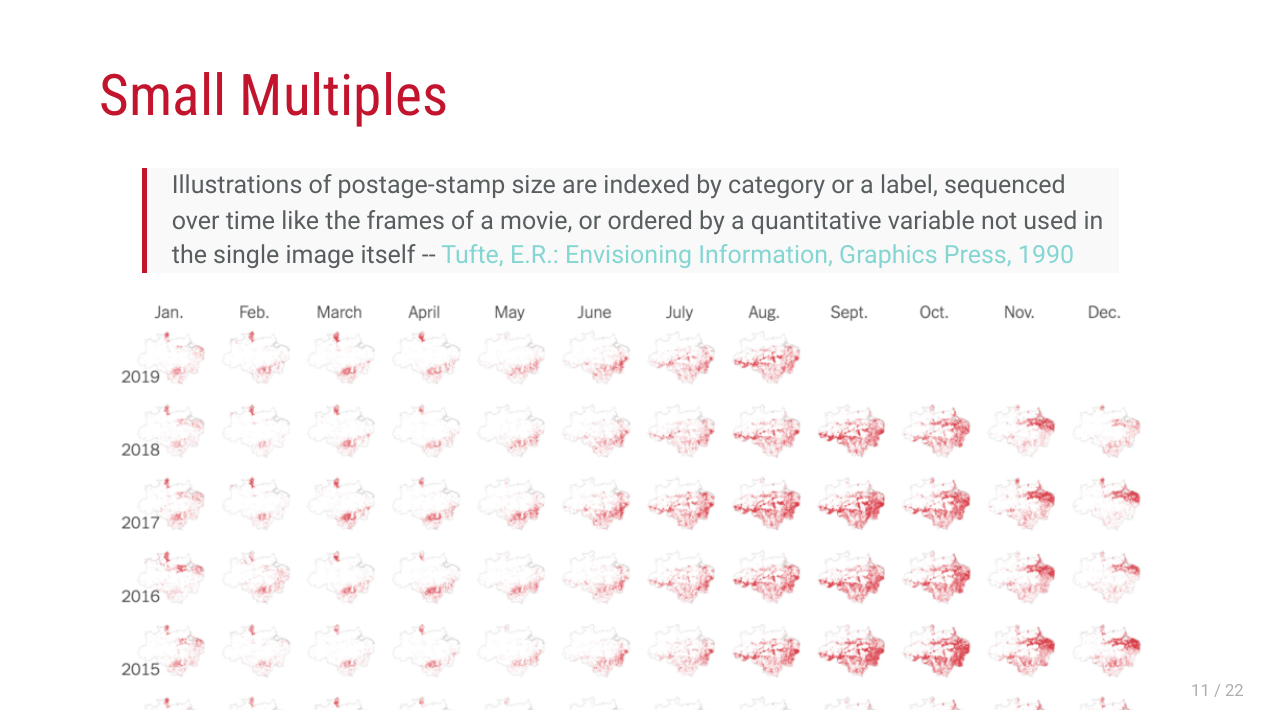 Small Multiples
Illustrations of postage-stamp size are indexed by category or a label, sequenced
over time like the frames of a movie, or ordered by a quantitative variable not used in
the single image itself -- Tufte, E.R.: Envisioning Information, Graphics Press, 1990
Jan. Feb. March April May June July Aug. Sept. Oct. Nov. Dec.
2019
2018
2017
2016
2015
11 / 22